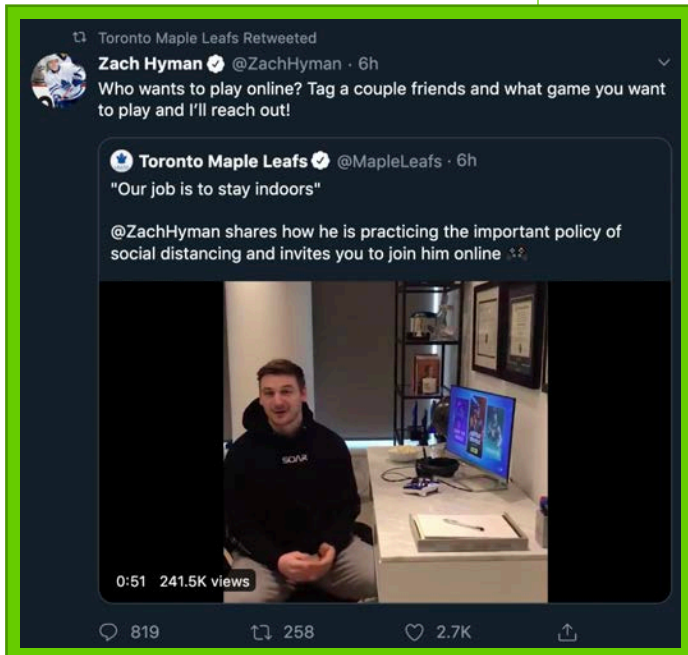 Toronto Maple Leafs Retweeted
Zach Hyman @ZachHyman · 6h
Who wants to play online? Tag a couple friends and what game you want
to play and I’ll reach out!
Toronto Maple Leafs @MapleLeafs · 6h
"Our job is to stay indoors"
@ZachHyman shares how he is practicing the important policy of
social distancing and invites you to join him online 🎮
SOAR
0:51 241.5K views
819 258 2.7K